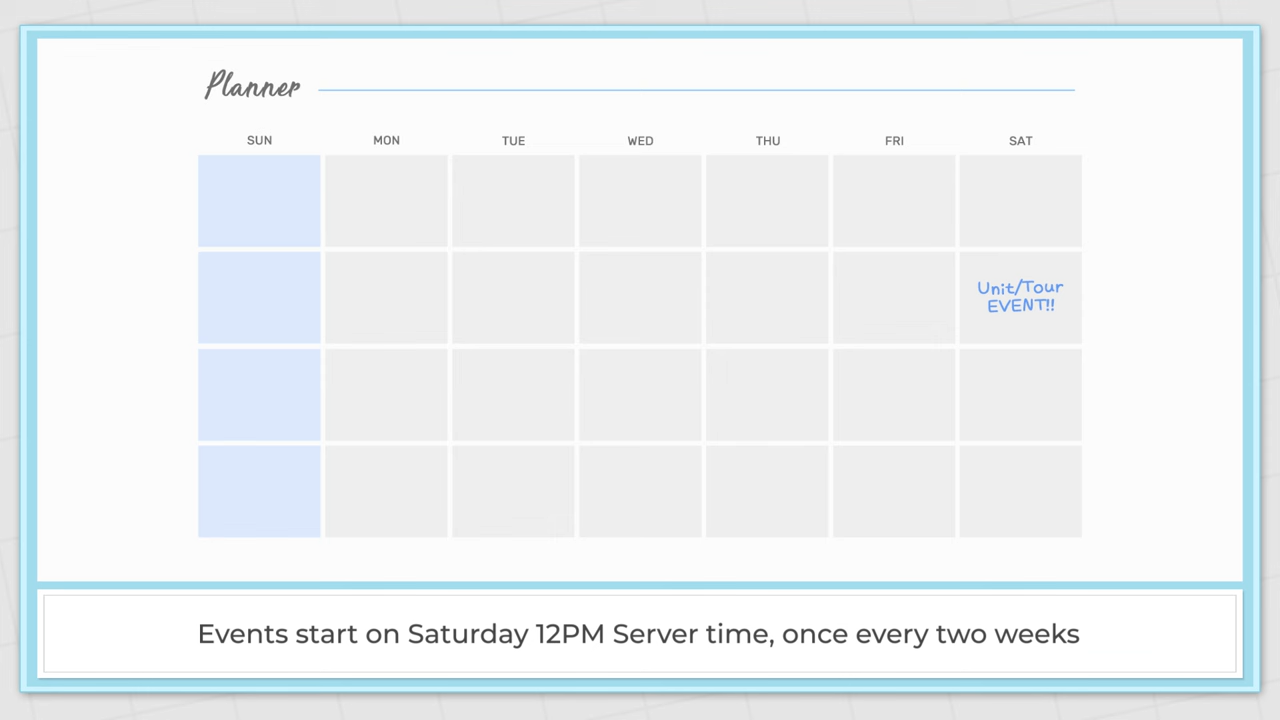 Planner
SUN MON TUE WED THU FRI SAT
Unit/Tour
EVENT!!
Events start on Saturday 12PM Server time, once every two weeks